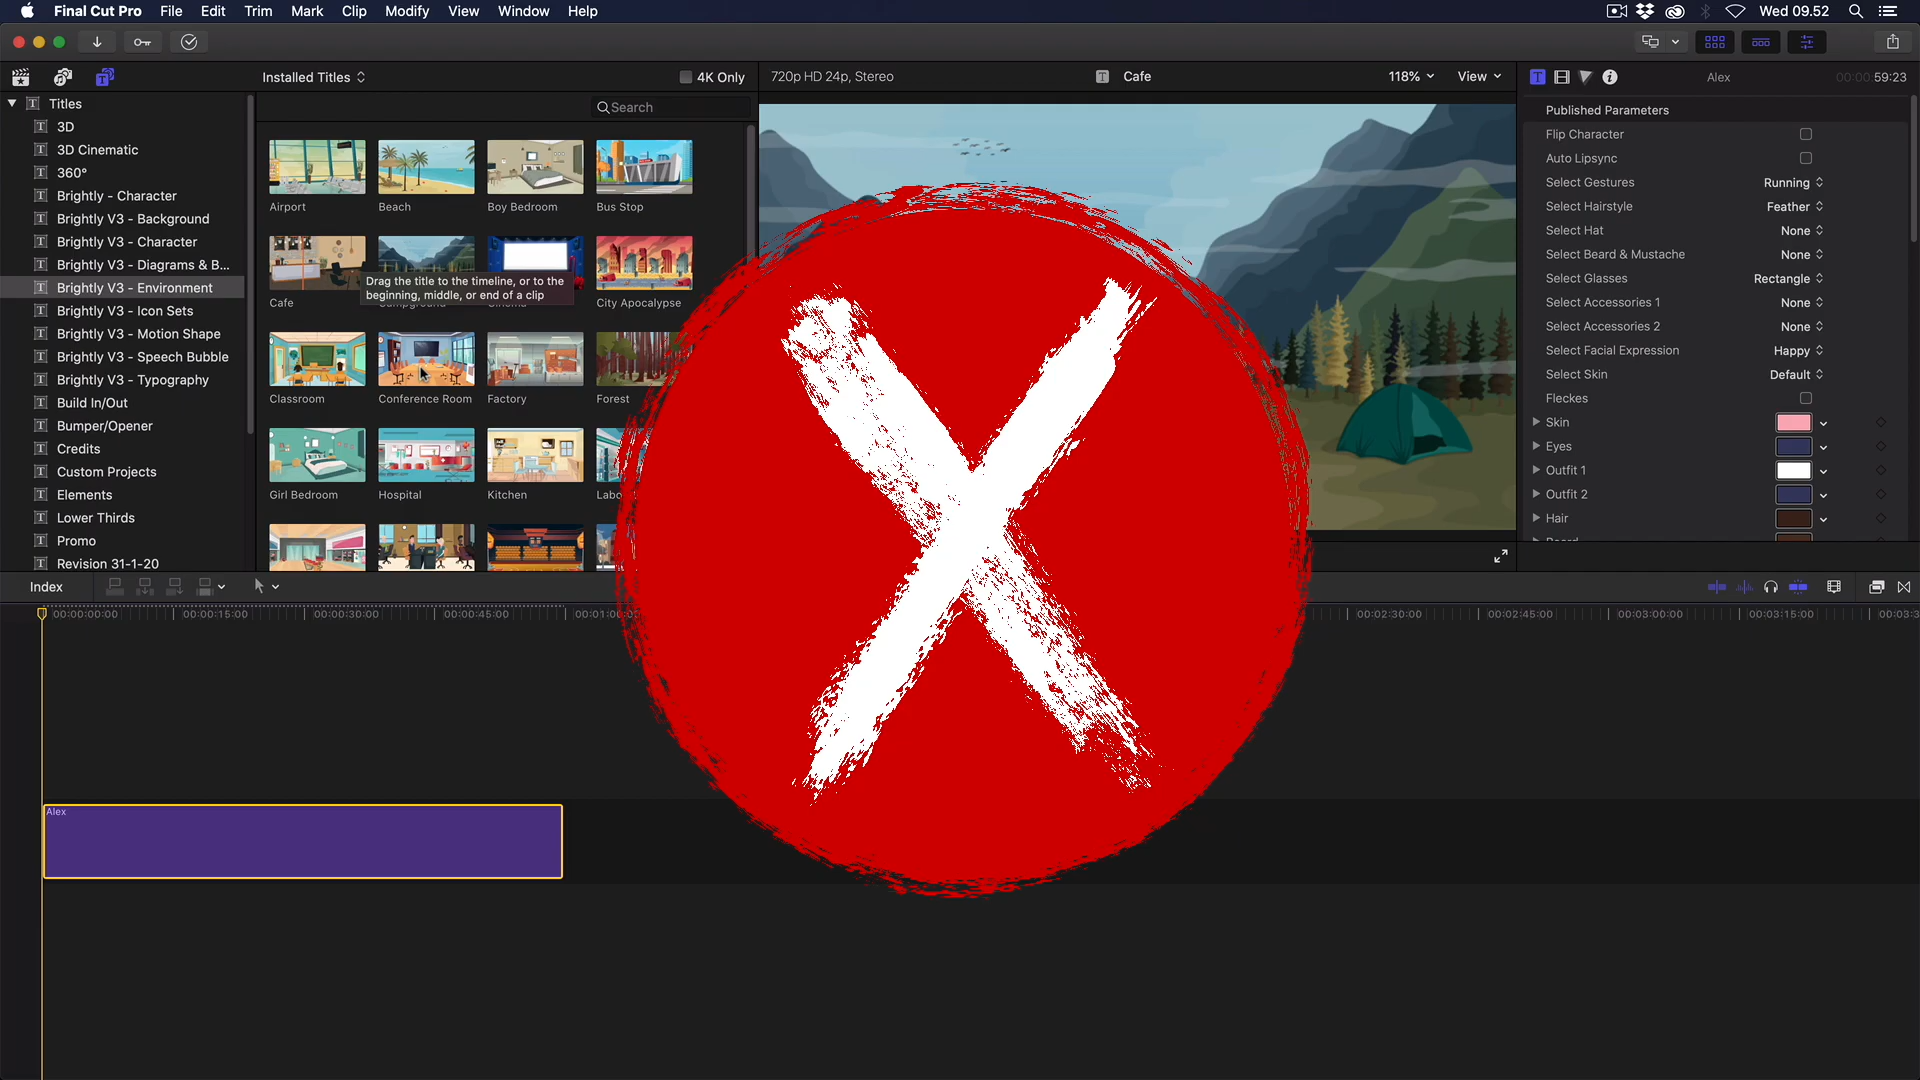 Final Cut Pro File Edit Trim Mark Clip Modify View Window Help Wed 09.52
Installed Titles 4K Only 720p HD 24p, Stereo Cafe 118% View Alex 00:00:59:23
Search
Titles
3D
3D Cinematic
360°
Brightly - Character
Brightly V3 - Background
Brightly V3 - Character
Brightly V3 - Diagrams & B...
Brightly V3 - Environment
Brightly V3 - Icon Sets
Brightly V3 - Motion Shape
Brightly V3 - Speech Bubble
Brightly V3 - Typography
Build In/Out
Bumper/Opener
Credits
Custom Projects
Elements
Lower Thirds
Promo
Revision 31-1-20
Airport Beach Boy Bedroom Bus Stop
Cafe Campground Cinema City Apocalypse
Drag the title to the timeline, or to the
beginning, middle, or end of a clip
Classroom Conference Room Factory Forest
Girl Bedroom Hospital Kitchen
Published Parameters
Flip Character
Auto Lipsync
Select Gestures Running
Select Hairstyle Feather
Select Hat None
Select Beard & Mustache None
Select Glasses Rectangle
Select Accessories 1 None
Select Accessories 2 None
Select Facial Expression Happy
Select Skin Default
Fleckes
Skin
Eyes
Outfit 1
Outfit 2
Hair
Index
00:00:00:00 00:00:15:00 00:00:30:00 00:00:45:00 00:02:30:00 00:02:45:00 00:03:00:00 00:03:15:00
Alex